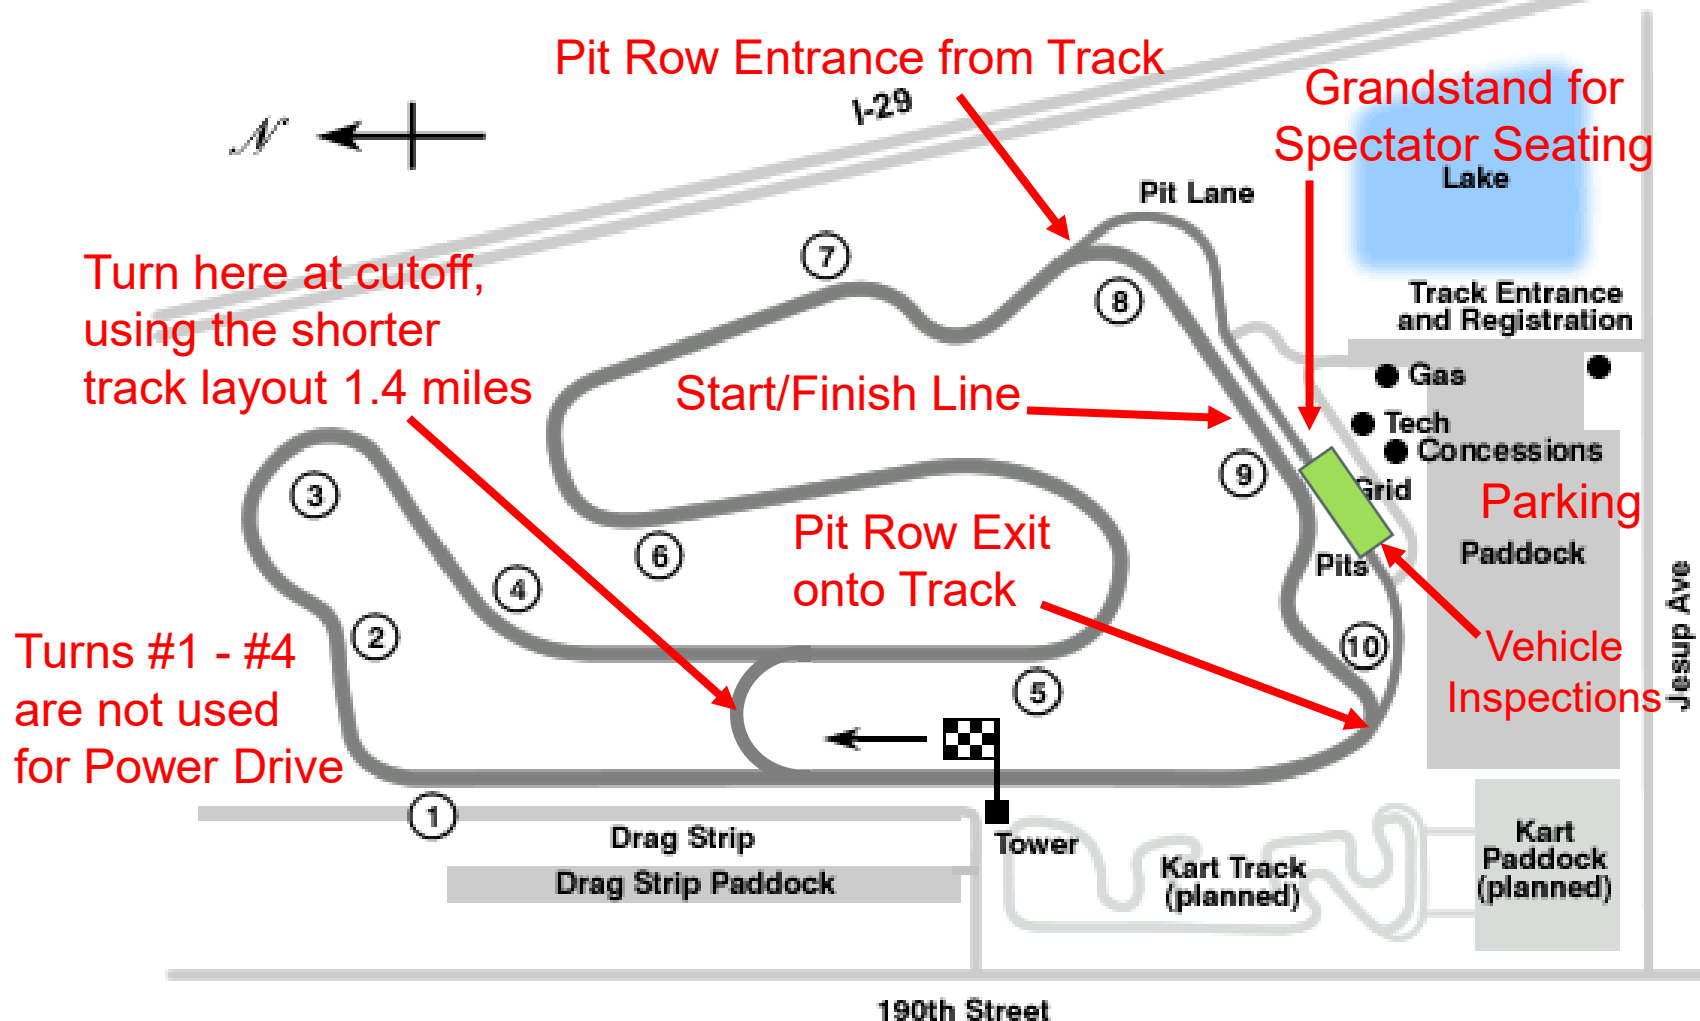 Pit Row Entrance from Track
I-29
N
Grandstand for
Spectator Seating
Lake
Pit Lane
7
8
Turn here at cutoff,
using the shorter
track layout 1.4 miles
Track Entrance
and Registration
Gas
Tech
Concessions
Start/Finish Line
9
Grid
Parking
Paddock
Pits
3
6
4
2
Pit Row Exit
onto Track
10
5
Turns #1 - #4
are not used
for Power Drive
Vehicle
Inspections
Jesup Ave
1
Drag Strip
Drag Strip Paddock
Tower
Kart Track
(planned)
Kart
Paddock
(planned)
190th Street